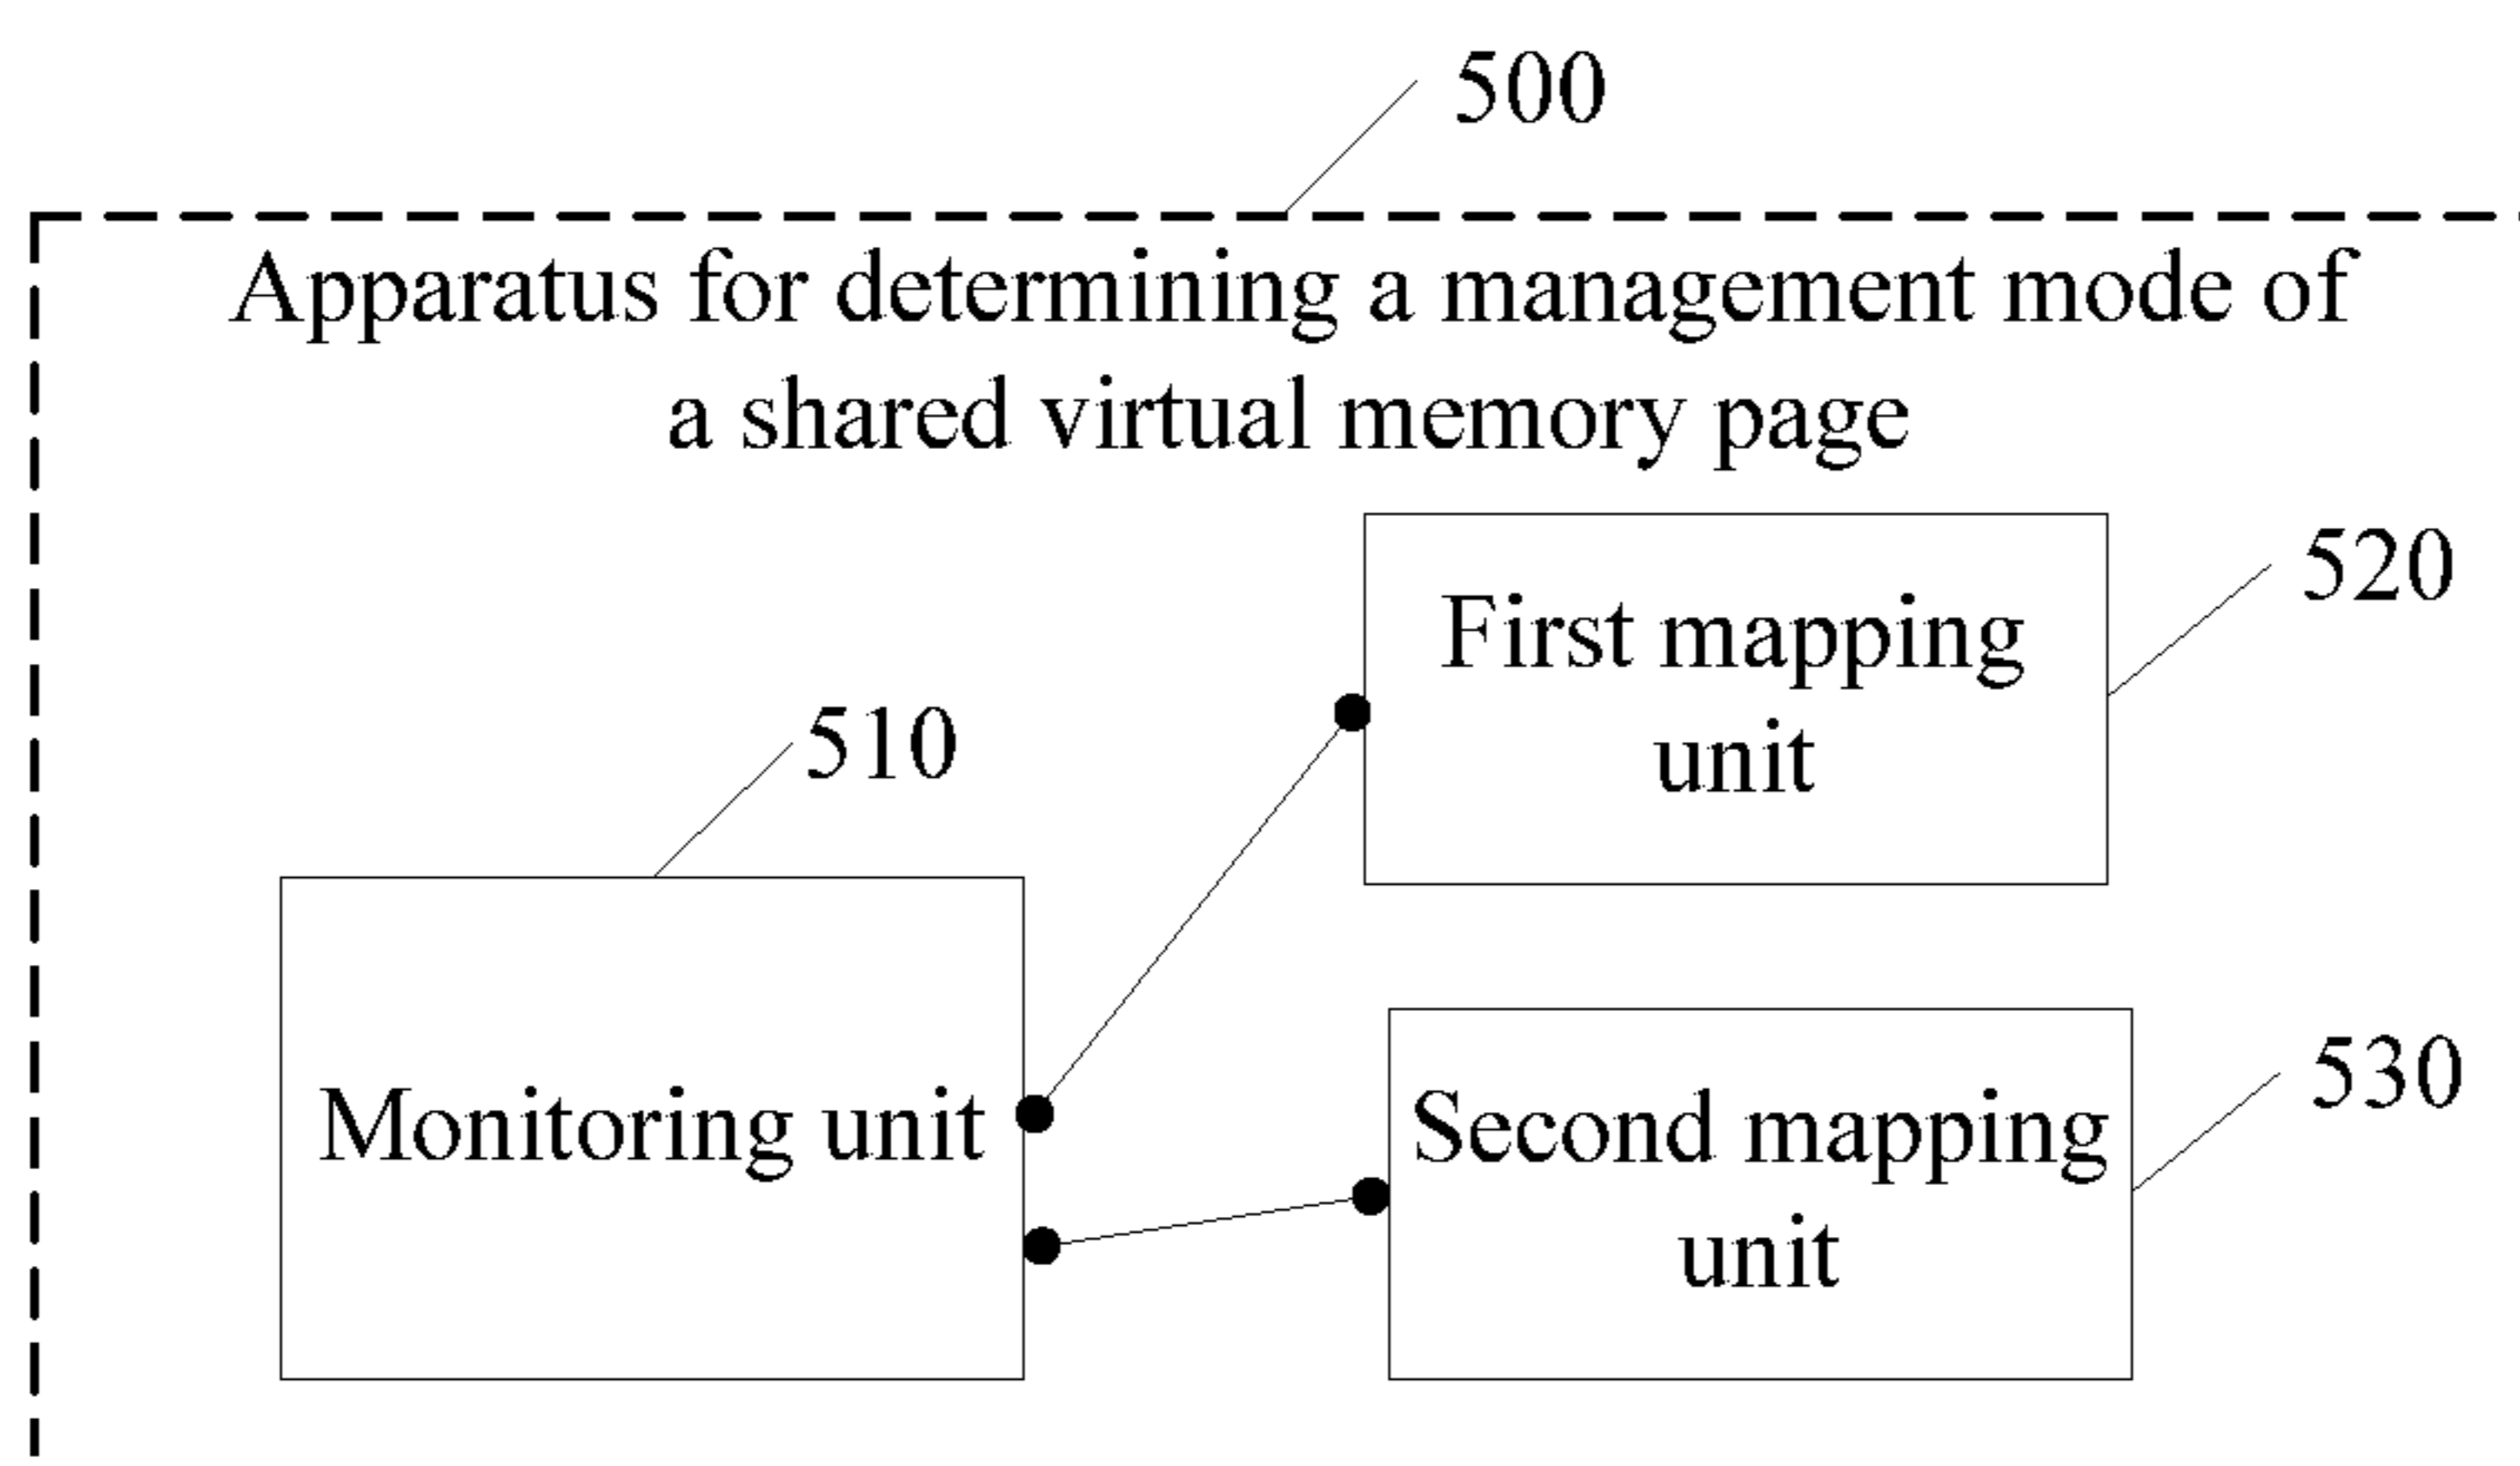 500
Apparatus for determining a management mode of
a shared virtual memory page
520
First mapping
unit
510
Monitoring unit
530
Second mapping
unit